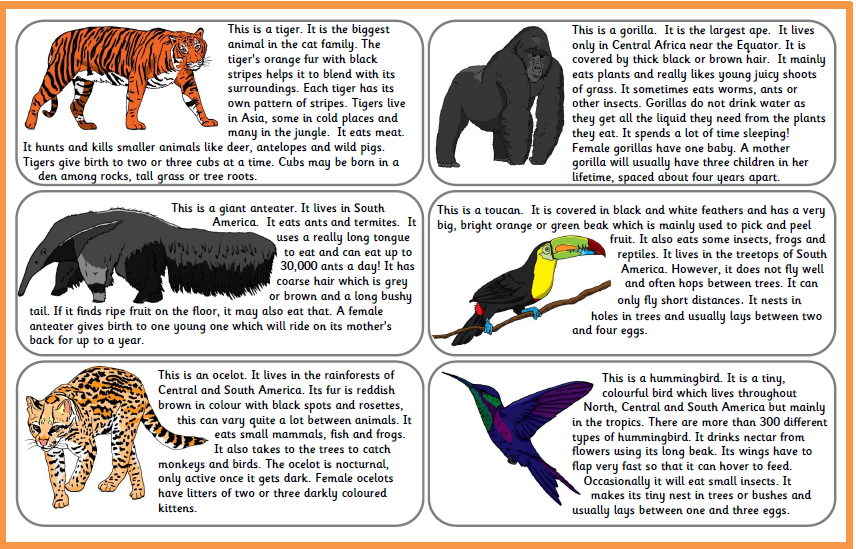 This is a tiger. It is the biggest
animal in the cat family. The
tiger's orange fur with black
stripes helps it to blend with its
surroundings. Each tiger has its
own pattern of stripes. Tigers live
in Asia, some in cold places and
many in the jungle. It eats meat.
It hunts and kills smaller animals like deer, antelopes and wild pigs.
Tigers give birth to two or three cubs at a time. Cubs may be born in a
den among rocks, tall grass or tree roots.
This is a gorilla. It is the largest ape. It lives
only in Central Africa near the Equator. It is
covered by thick black or brown hair. It mainly
eats plants and really likes young juicy shoots
of grass. It sometimes eats worms, ants or
other insects. Gorillas do not drink water as
they get all the liquid they need from the plants
they eat. It spends a lot of time sleeping!
Female gorillas have one baby. A mother
gorilla will usually have three children in her
lifetime, spaced about four years apart.
This is a giant anteater. It lives in South
America. It eats ants and termites. It
uses a really long tongue
to eat and can eat up to
30,000 ants a day! It has
coarse hair which is grey
or brown and a long bushy
tail. If it finds ripe fruit on the floor, it may also eat that. A female
anteater gives birth to one young one which will ride on its mother's
back for up to a year.
This is a toucan. It is covered in black and white feathers and has a very
big, bright orange or green beak which is mainly used to pick and peel
fruit. It also eats some insects, frogs and
reptiles. It lives in the treetops of South
America. However, it does not fly well
and often hops between trees. It can
only fly short distances. It nests in
holes in trees and usually lays between two
and four eggs.
This is an ocelot. It lives in the rainforests of
Central and South America. Its fur is reddish
brown in colour with black spots and rosettes,
this can vary quite a lot between animals. It
eats small mammals, fish and frogs.
It also takes to the trees to catch
monkeys and birds. The ocelot is nocturnal,
only active once it gets dark. Female ocelots
have litters of two or three darkly coloured
kittens.
This is a hummingbird. It is a tiny,
colourful bird which lives throughout
North, Central and South America but mainly
in the tropics. There are more than 300 different
types of hummingbird. It drinks nectar from
flowers using its long beak. Its wings have to
flap very fast so that it can hover to feed.
Occasionally it will eat small insects. It
makes its tiny nest in trees or bushes and
usually lays between one and three eggs.